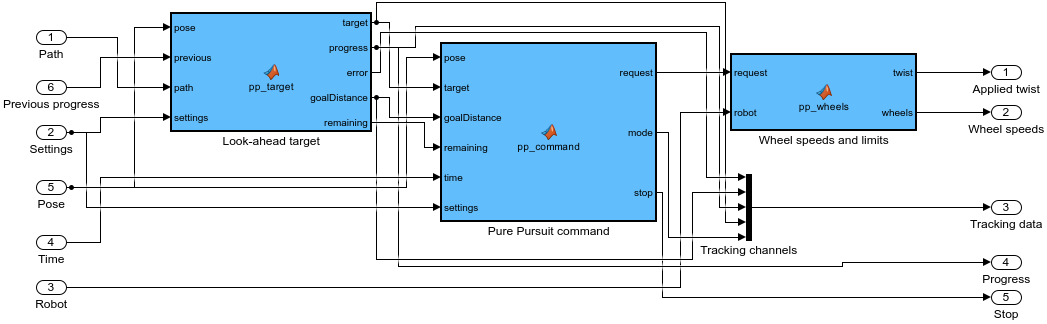 1
Path
6
Previous progress
2
Settings
5
Pose
4
Time
3
Robot
pose
previous
path
settings
pp_target
target
progress
error
goalDistance
remaining
Look-ahead target
pose
target
goalDistance
remaining
time
settings
pp_command
request
mode
stop
Pure Pursuit command
request
robot
pp_wheels
twist
wheels
Wheel speeds and limits
Tracking channels
1
Applied twist
2
Wheel speeds
3
Tracking data
4
Progress
5
Stop